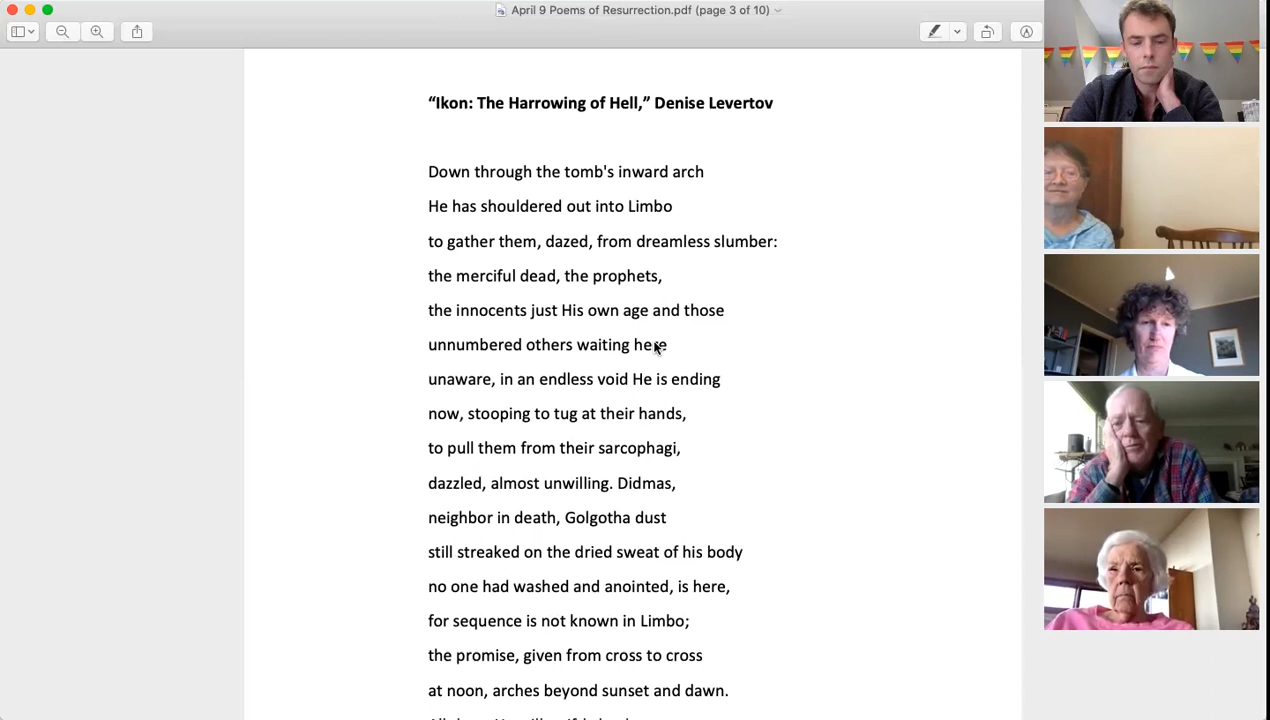 April 9 Poems of Resurrection.pdf (page 3 of 10)
“Ikon: The Harrowing of Hell,” Denise Levertov
Down through the tomb's inward arch
He has shouldered out into Limbo
to gather them, dazed, from dreamless slumber:
the merciful dead, the prophets,
the innocents just His own age and those
unnumbered others waiting here
unaware, in an endless void He is ending
now, stooping to tug at their hands,
to pull them from their sarcophagi,
dazzled, almost unwilling. Didmas,
neighbor in death, Golgotha dust
still streaked on the dried sweat of his body
no one had washed and anointed, is here,
for sequence is not known in Limbo;
the promise, given from cross to cross
at noon, arches beyond sunset and dawn.